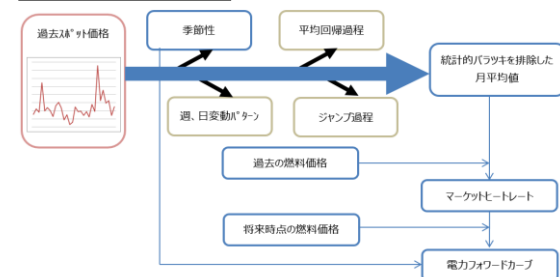 過去スポット価格
季節性
平均回帰過程
週、日変動パターン
ジャンプ過程
統計的バラツキを排除した
月平均値
過去の燃料価格
マーケットヒートレート
将来時点の燃料価格
電力フォワードカーブ